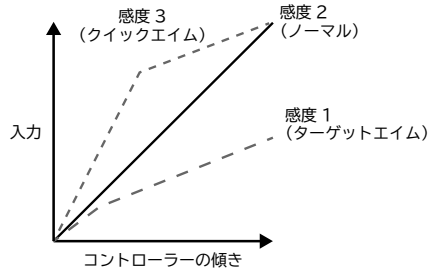 感度 3
（クイックエイム）
感度 2
（ノーマル）
感度 1
（ターゲットエイム）
入力
コントローラーの傾き